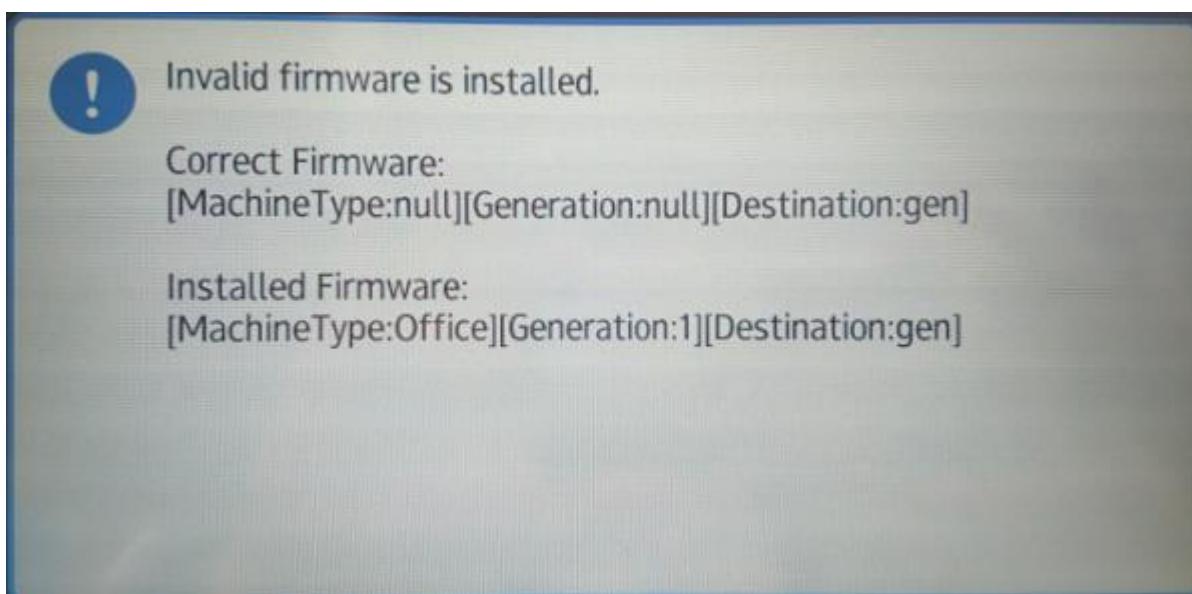 Invalid firmware is installed.
Correct Firmware:
[MachineType:null][Generation:null][Destination:gen]
Installed Firmware:
[MachineType:Office][Generation:1][Destination:gen]